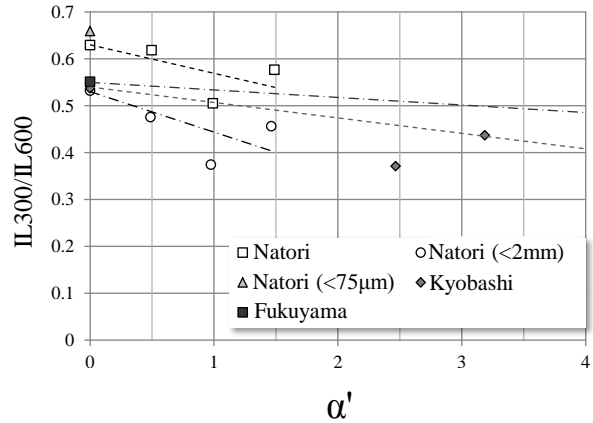 0.7
0.6
0.5
0.4
0.3
0.2
0.1
0
IL300/IL600
Natori
Natori (<2mm)
Natori (<75μm)
Kyobashi
Fukuyama
0 1 2 3 4
α'